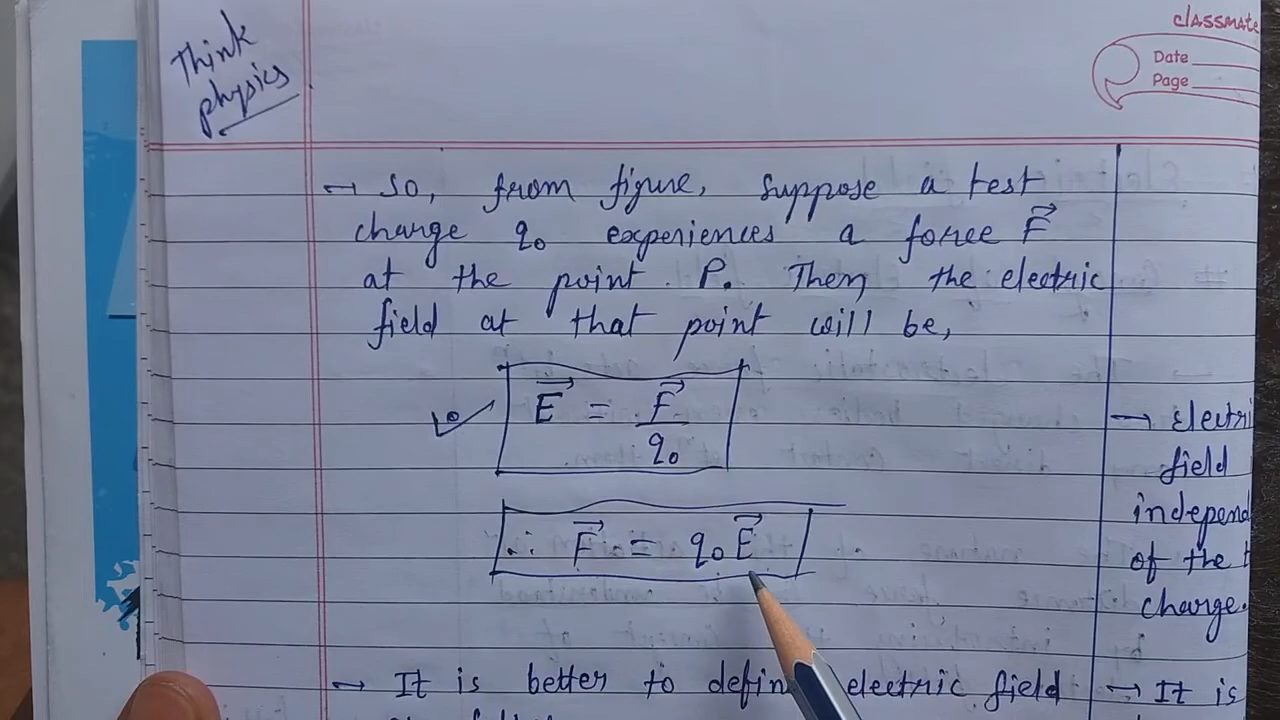 Think
physics
classmate
Date
Page
→ So, from figure, suppose a test
charge q₀ experiences a force F⃗
at the point P. Then the electric
field at that point will be,
E⃗ = F⃗ / q₀
∴ F⃗ = q₀ E⃗
→ It is better to define electric field
→ electri
field
independ
of the t
charge.
→ It is